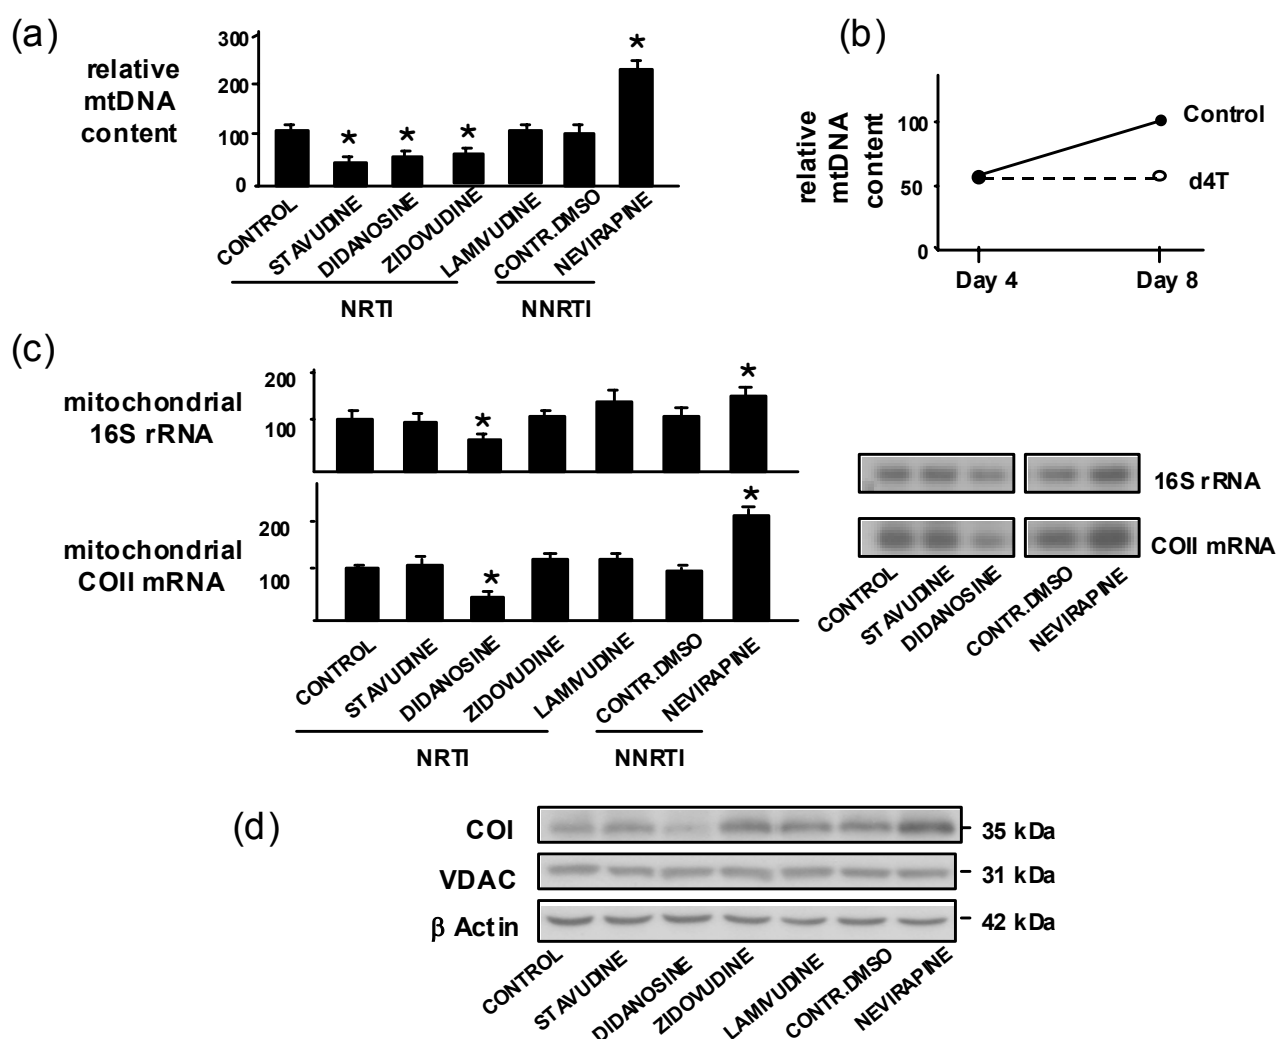 (a)
relative
mtDNA
content
300
200
100
0
*
*
*
*
CONTROL
STAVUDINE
DIDANOSINE
ZIDOVUDINE
LAMIVUDINE
CONTR.DMSO
NEVIRAPINE
NRTI
NNRTI
(b)
relative
mtDNA
content
100
50
0
Control
d4T
Day 4
Day 8
(c)
mitochondrial
16S rRNA
200
100
*
*
mitochondrial
COII mRNA
200
100
*
*
CONTROL
STAVUDINE
DIDANOSINE
ZIDOVUDINE
LAMIVUDINE
CONTR.DMSO
NEVIRAPINE
NRTI
NNRTI
16S rRNA
COII mRNA
CONTROL
STAVUDINE
DIDANOSINE
CONTR.DMSO
NEVIRAPINE
(d)
COI
35 kDa
VDAC
31 kDa
β Actin
42 kDa
CONTROL
STAVUDINE
DIDANOSINE
ZIDOVUDINE
LAMIVUDINE
CONTR.DMSO
NEVIRAPINE